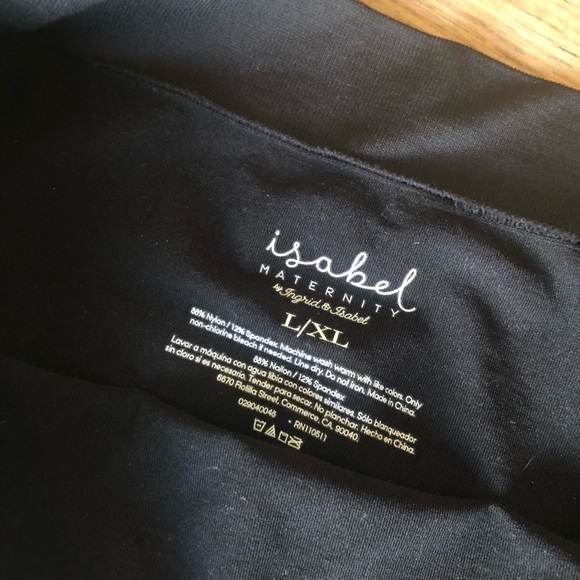 isabel
MATERNITY
by Ingrid & Isabel
L/XL
88% Nylon / 12% Spandex. Machine wash warm with like colors. Only
non-chlorine bleach if needed. Line dry. Do not iron. Made in China.
88% Nailon / 12% Spandex.
Lavar a máquina con agua tibia con colores similares. Sólo blanqueador
sin cloro si es necesario. Tender para secar. No planchar. Hecho en China.
6670 Flotilla Street, Commerce, CA, 90040.
029040048 • RN110511